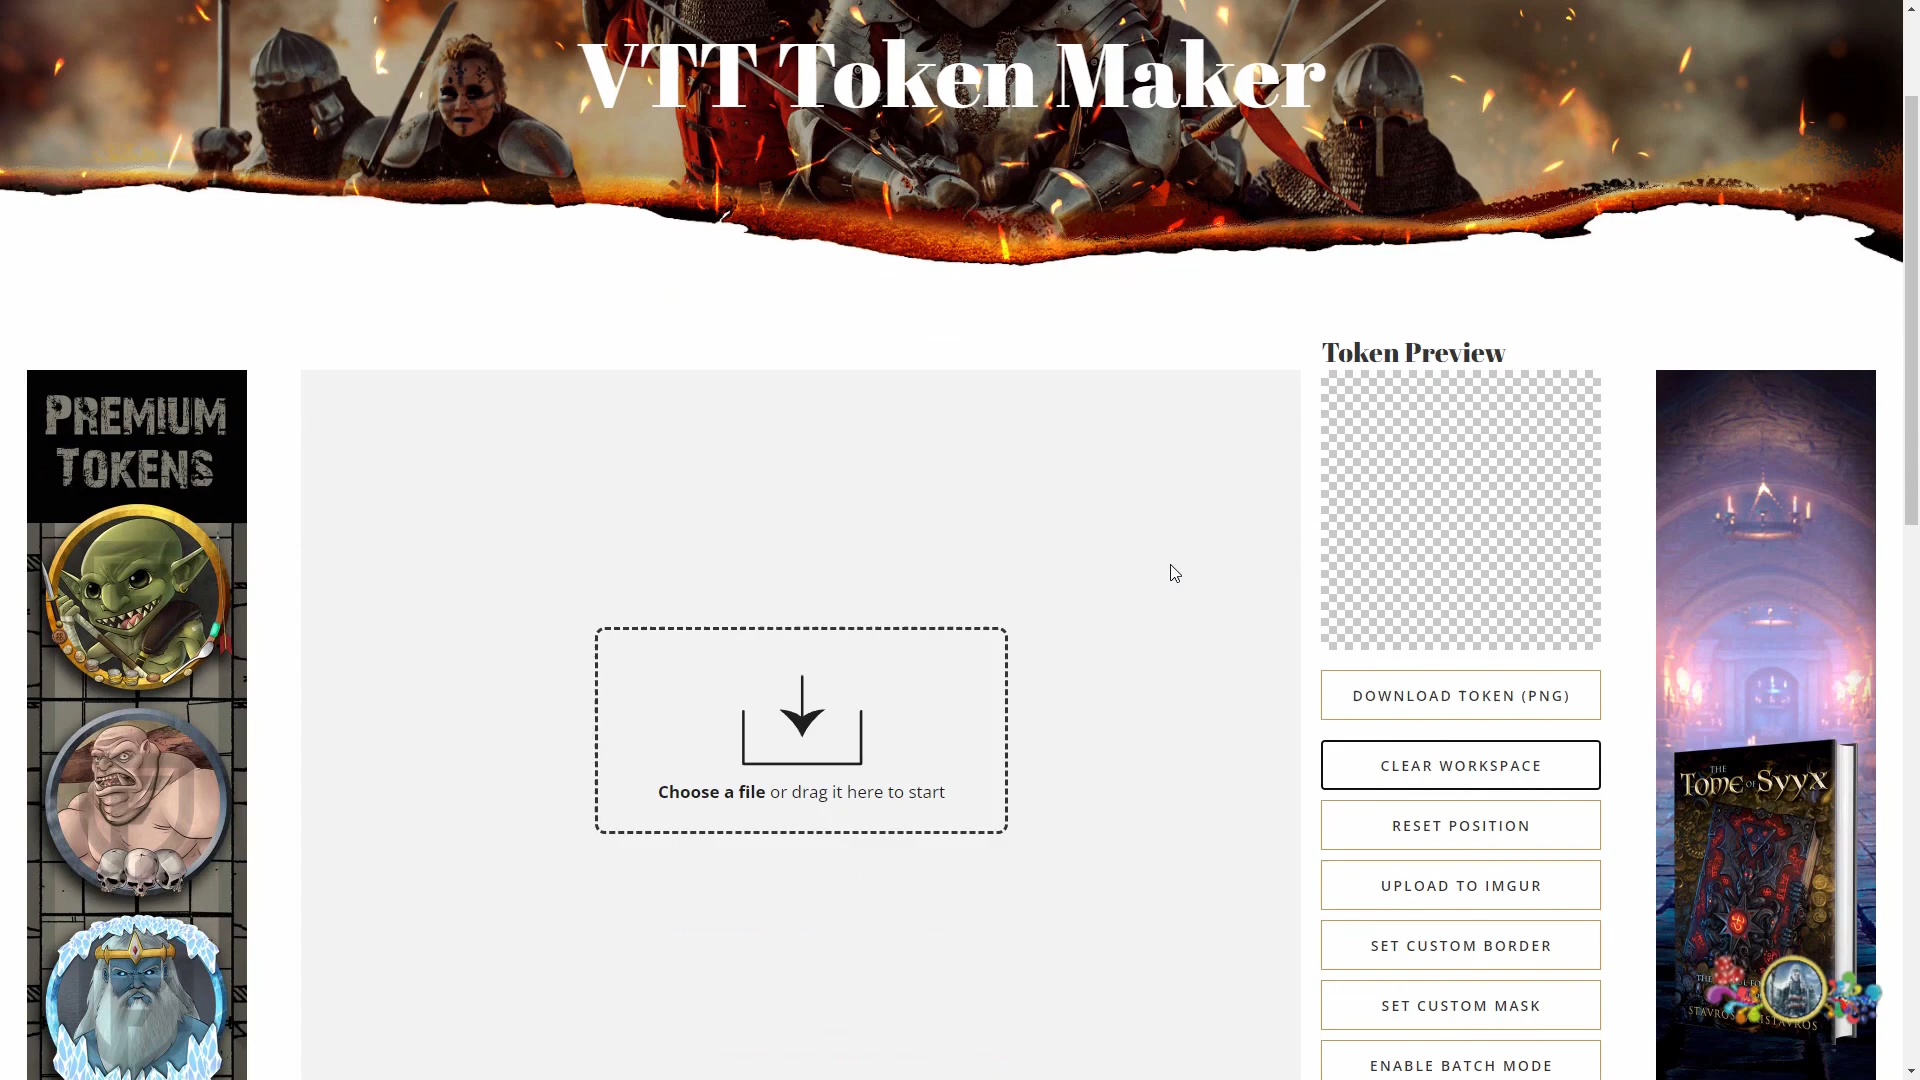 VTT Token Maker
Token Preview
PREMIUM
TOKENS
DOWNLOAD TOKEN (PNG)
CLEAR WORKSPACE
RESET POSITION
UPLOAD TO IMGUR
SET CUSTOM BORDER
SET CUSTOM MASK
ENABLE BATCH MODE
Choose a file or drag it here to start
THE
TOME OF SYYX
THE
STAVROS